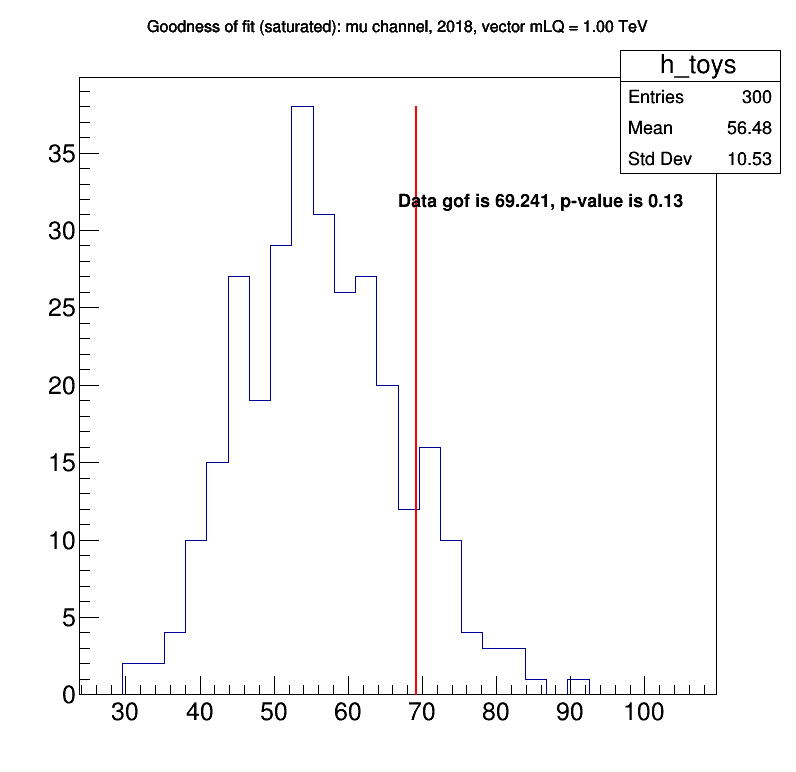 Goodness of fit (saturated): mu channel, 2018, vector mLQ = 1.00 TeV
h_toys
Entries 300
Mean 56.48
Std Dev 10.53
Data gof is 69.241, p-value is 0.13
35
30
25
20
15
10
5
0
30 40 50 60 70 80 90 100